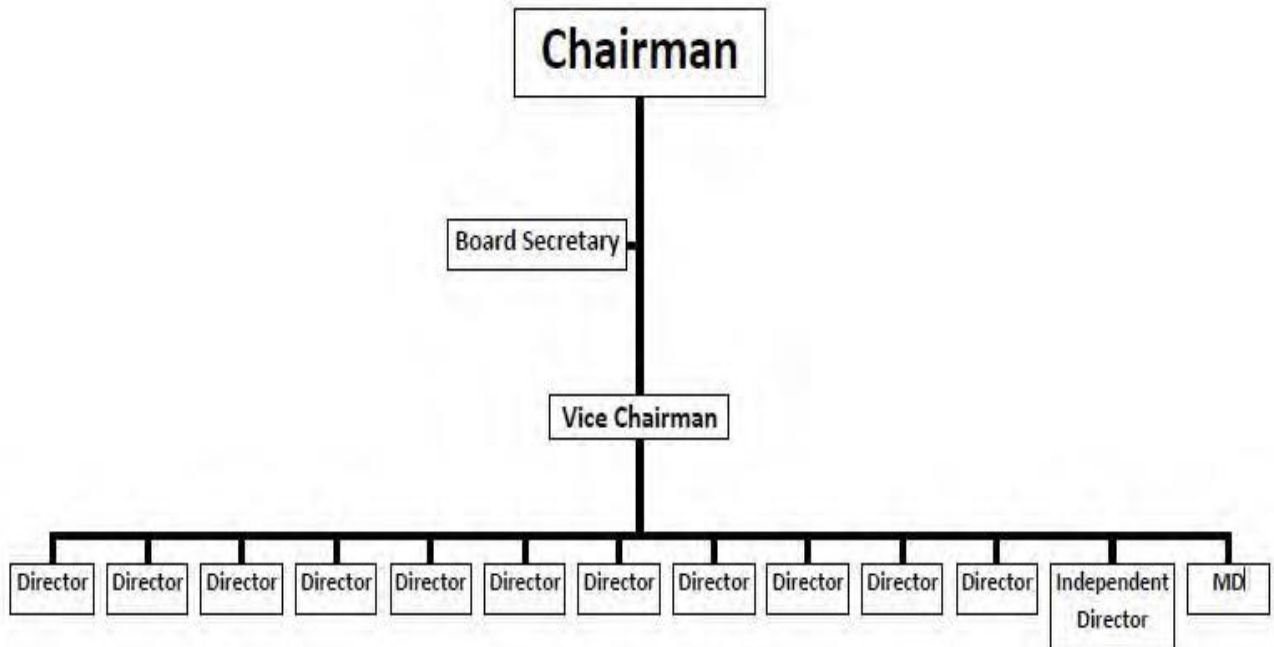 Chairman
Board Secretary
Vice Chairman
Director
Director
Director
Director
Director
Director
Director
Director
Director
Director
Director
Independent
Director
MD